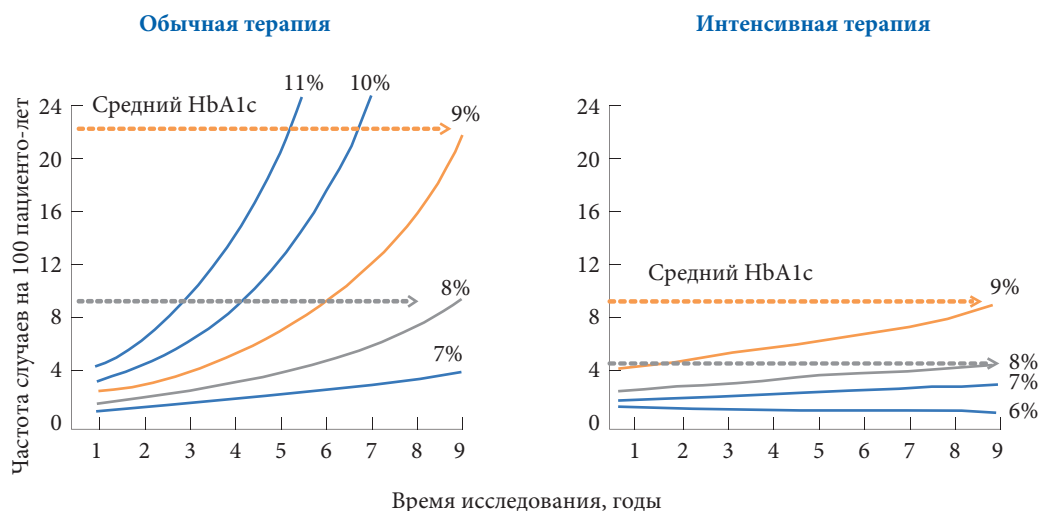 Обычная терапия
Частота случаев на 100 пациенто-лет
24
20
16
12
8
4
0
Средний HbA1c
11%
10%
9%
8%
7%
1 2 3 4 5 6 7 8 9
Интенсивная терапия
24
20
16
12
8
4
0
Средний HbA1c
9%
8%
7%
6%
1 2 3 4 5 6 7 8 9
Время исследования, годы